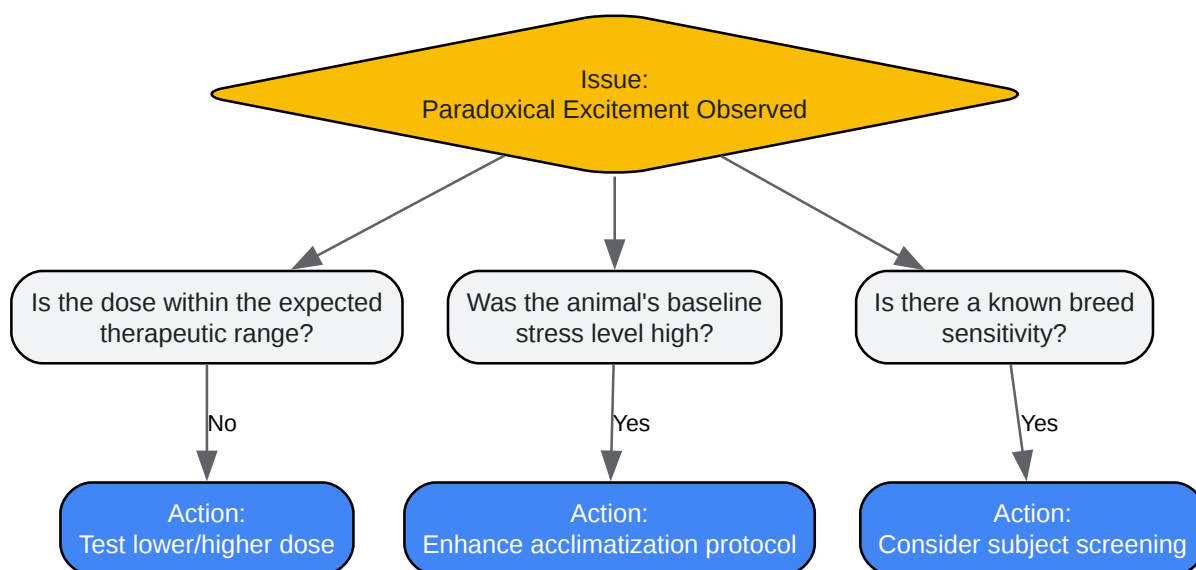 Issue:
Paradoxical Excitement Observed
Is the dose within the expected
therapeutic range?
Was the animal's baseline
stress level high?
Is there a known breed
sensitivity?
No
Yes
Yes
Action:
Test lower/higher dose
Action:
Enhance acclimatization protocol
Action:
Consider subject screening